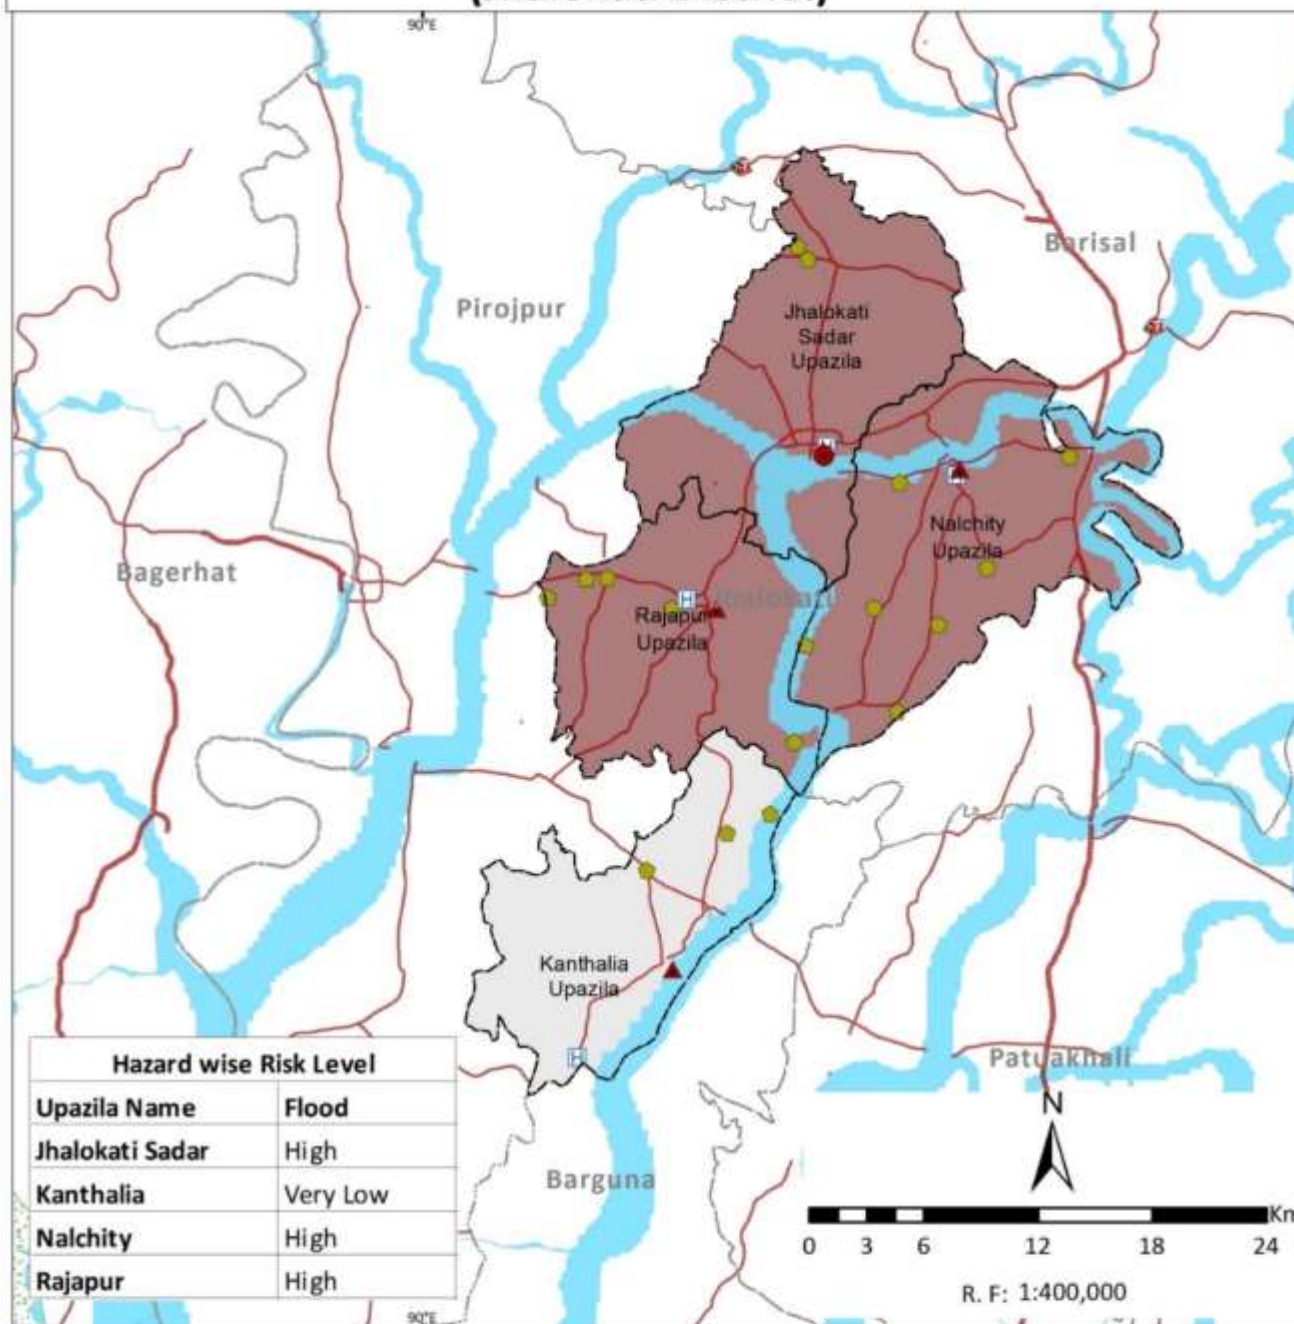 90°E
Barisal
Pirojpur
Jhalokati
Sadar
Upazila
Nalchity
Upazila
Bagerhat
Jhalokati
Rajapur
Upazila
Kanthalia
Upazila
H
H
Patuakhali
Barguna
Hazard wise Risk Level
Upazila Name Flood
Jhalokati Sadar High
Kanthalia Very Low
Nalchity High
Rajapur High
N
Km
0 3 6 12 18 24
R. F: 1:400,000
90°E